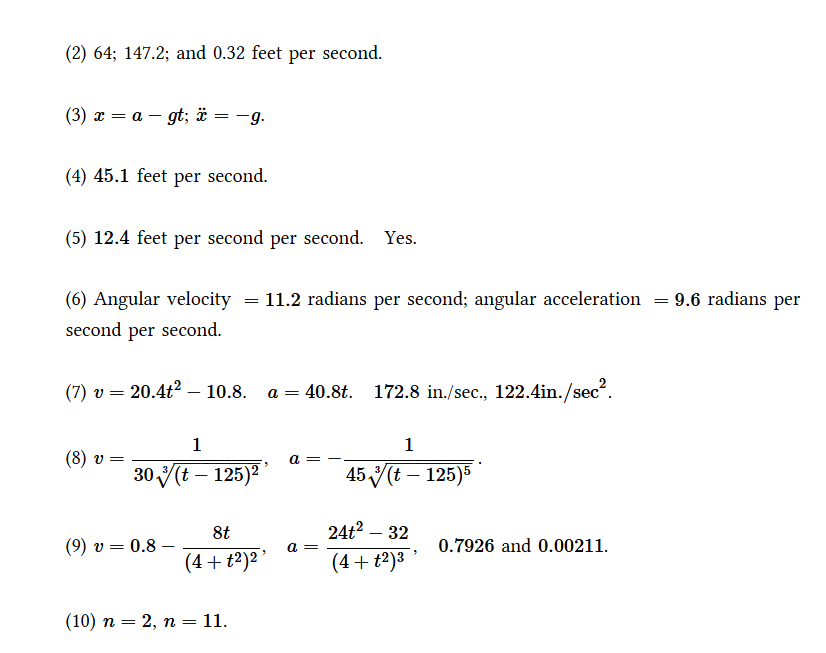 (2) 64; 147.2; and 0.32 feet per second.
(3) x = a − gt; ẍ = −g.
(4) 45.1 feet per second.
(5) 12.4 feet per second per second. Yes.
(6) Angular velocity = 11.2 radians per second; angular acceleration = 9.6 radians per
second per second.
(7) v = 20.4t² − 10.8. a = 40.8t. 172.8 in./sec., 122.4in./sec².
(8) v = 1/(30∛((t − 125)²)), a = −1/(45∛((t − 125)⁵)).
(9) v = 0.8 − 8t/(4 + t²)², a = (24t² − 32)/(4 + t²)³, 0.7926 and 0.00211.
(10) n = 2, n = 11.